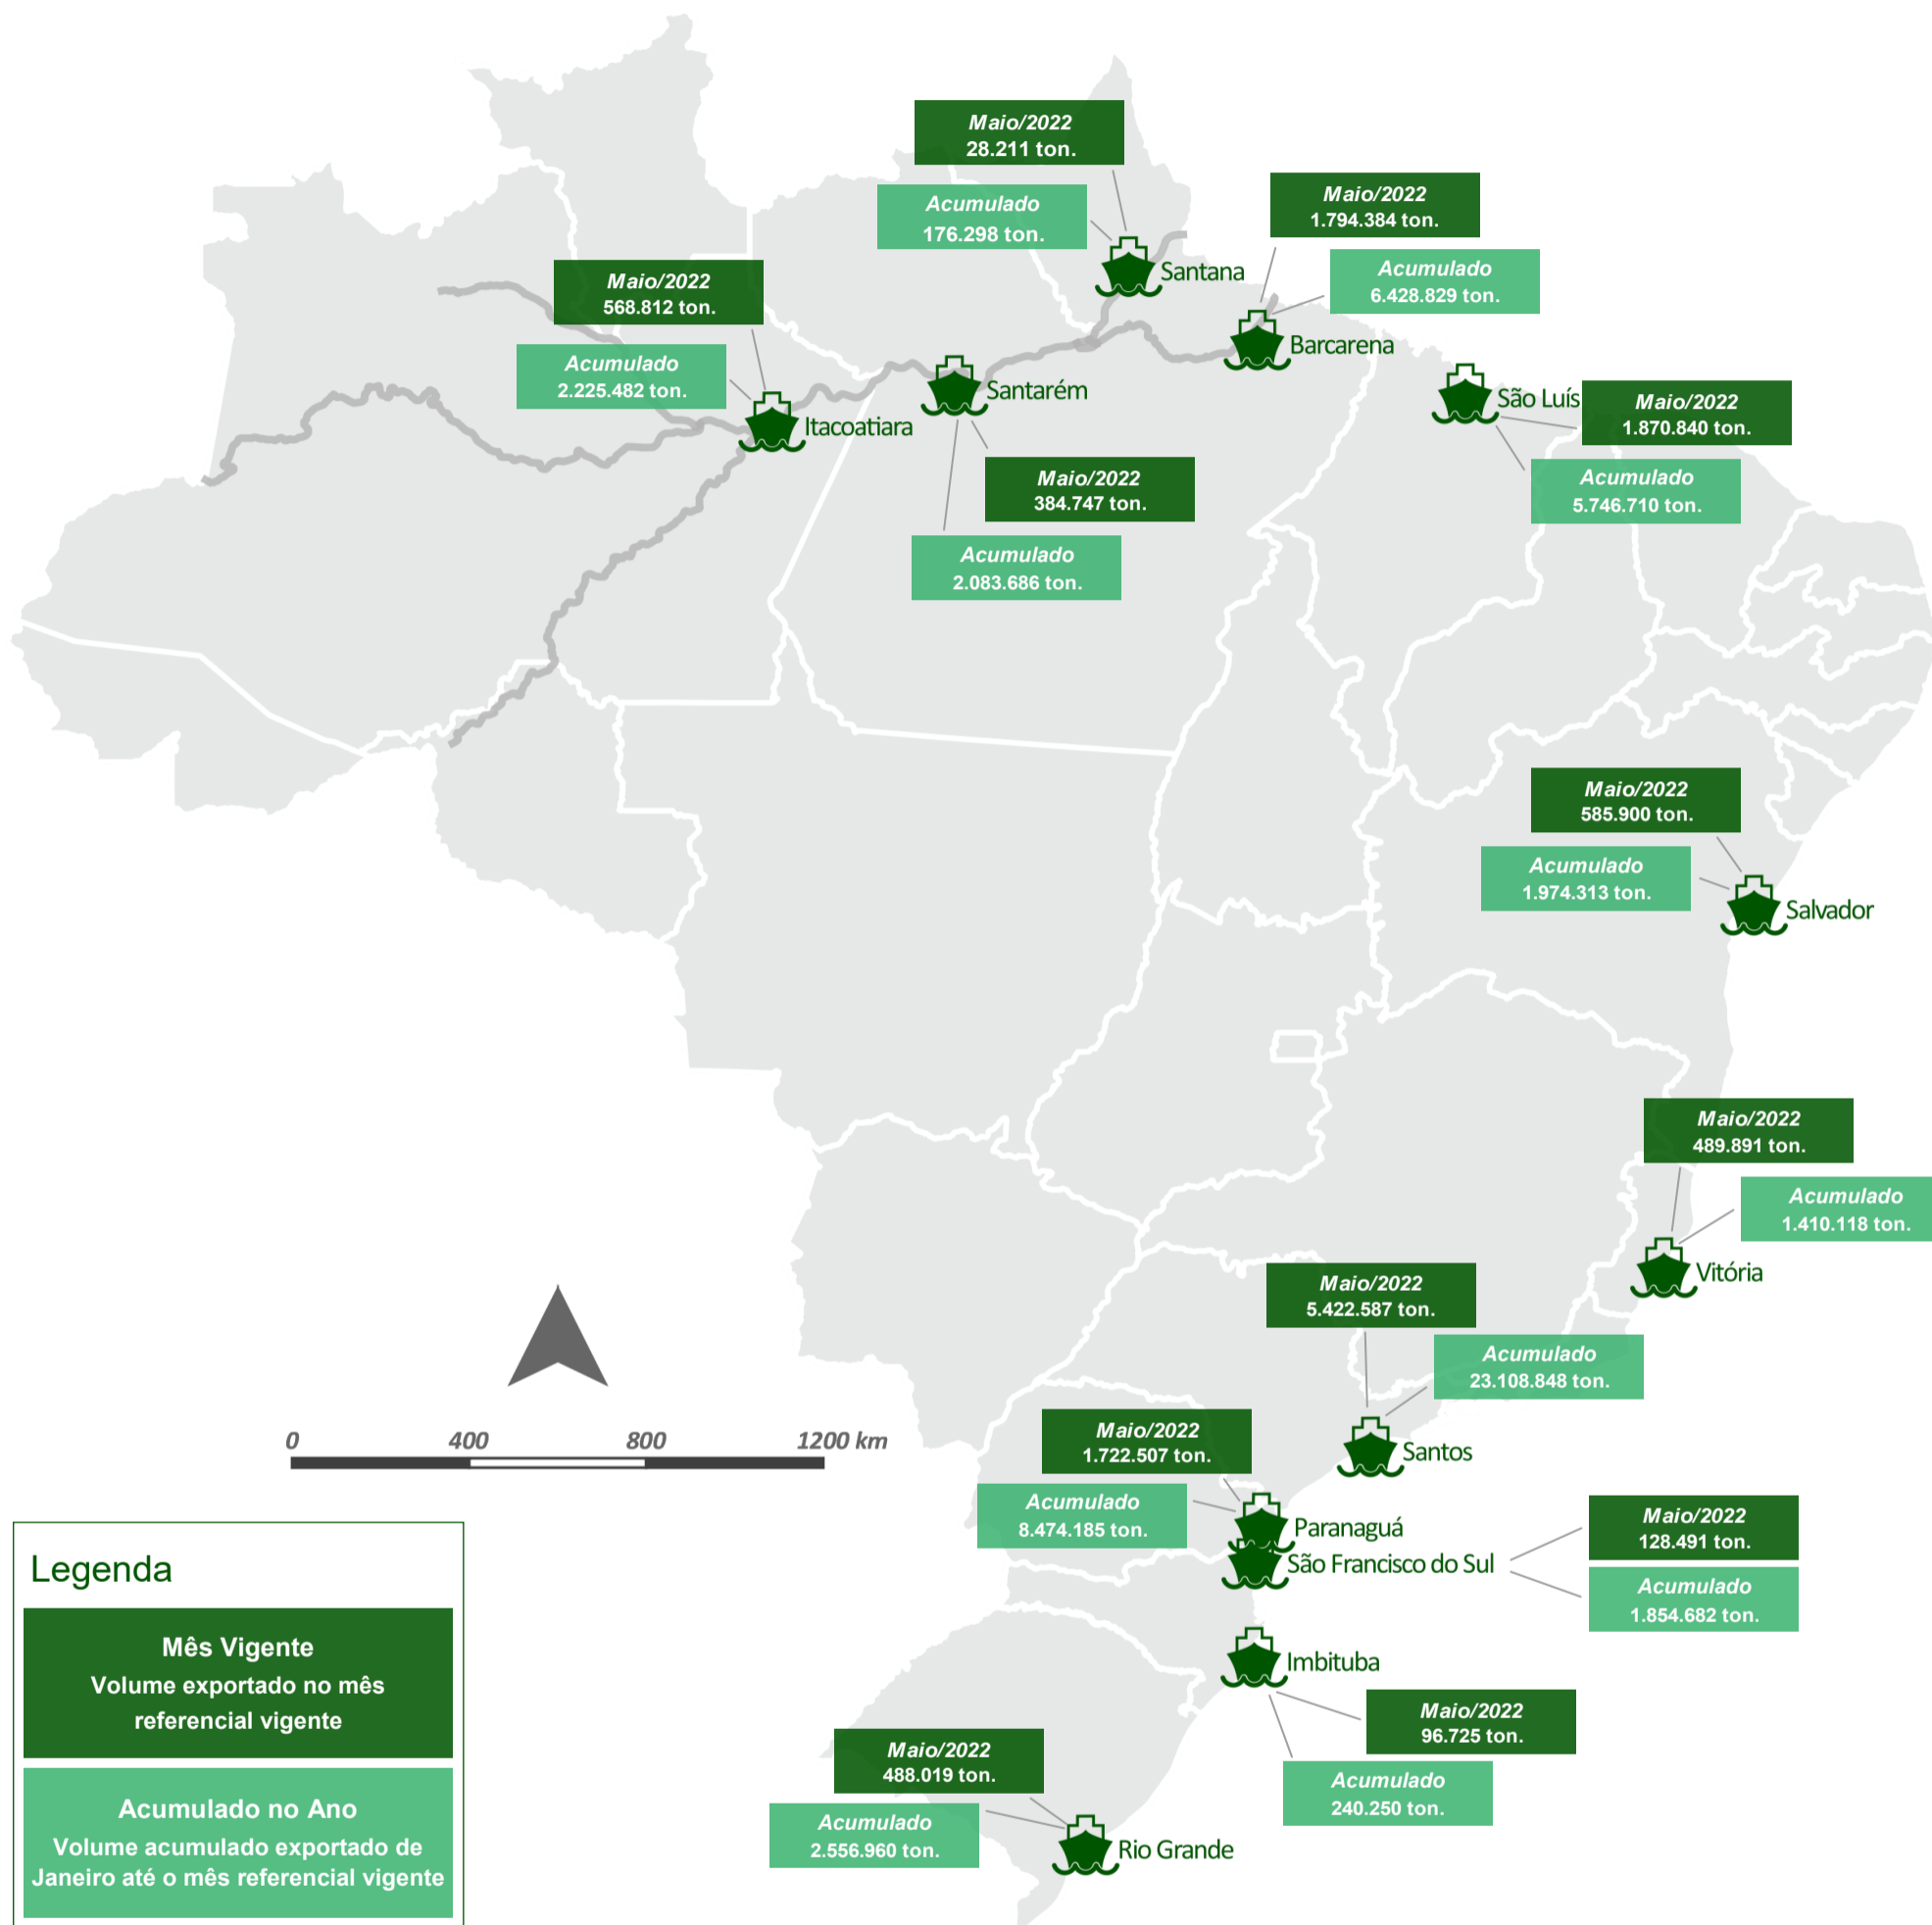 Maio/2022
28.211 ton.
Acumulado
176.298 ton.
Santana
Maio/2022
1.794.384 ton.
Acumulado
6.428.829 ton.
Barcarena
Maio/2022
568.812 ton.
Acumulado
2.225.482 ton.
Itacoatiara
Santarém
Maio/2022
384.747 ton.
Acumulado
2.083.686 ton.
São Luís
Maio/2022
1.870.840 ton.
Acumulado
5.746.710 ton.
Maio/2022
585.900 ton.
Acumulado
1.974.313 ton.
Salvador
Maio/2022
489.891 ton.
Acumulado
1.410.118 ton.
Vitória
Maio/2022
5.422.587 ton.
Acumulado
23.108.848 ton.
Santos
Maio/2022
1.722.507 ton.
Acumulado
8.474.185 ton.
Paranaguá
São Francisco do Sul
Maio/2022
128.491 ton.
Acumulado
1.854.682 ton.
Imbituba
Maio/2022
96.725 ton.
Acumulado
240.250 ton.
Maio/2022
488.019 ton.
Acumulado
2.556.960 ton.
Rio Grande
0 400 800 1200 km
Legenda
Mês Vigente
Volume exportado no mês
referencial vigente
Acumulado no Ano
Volume acumulado exportado de
Janeiro até o mês referencial vigente